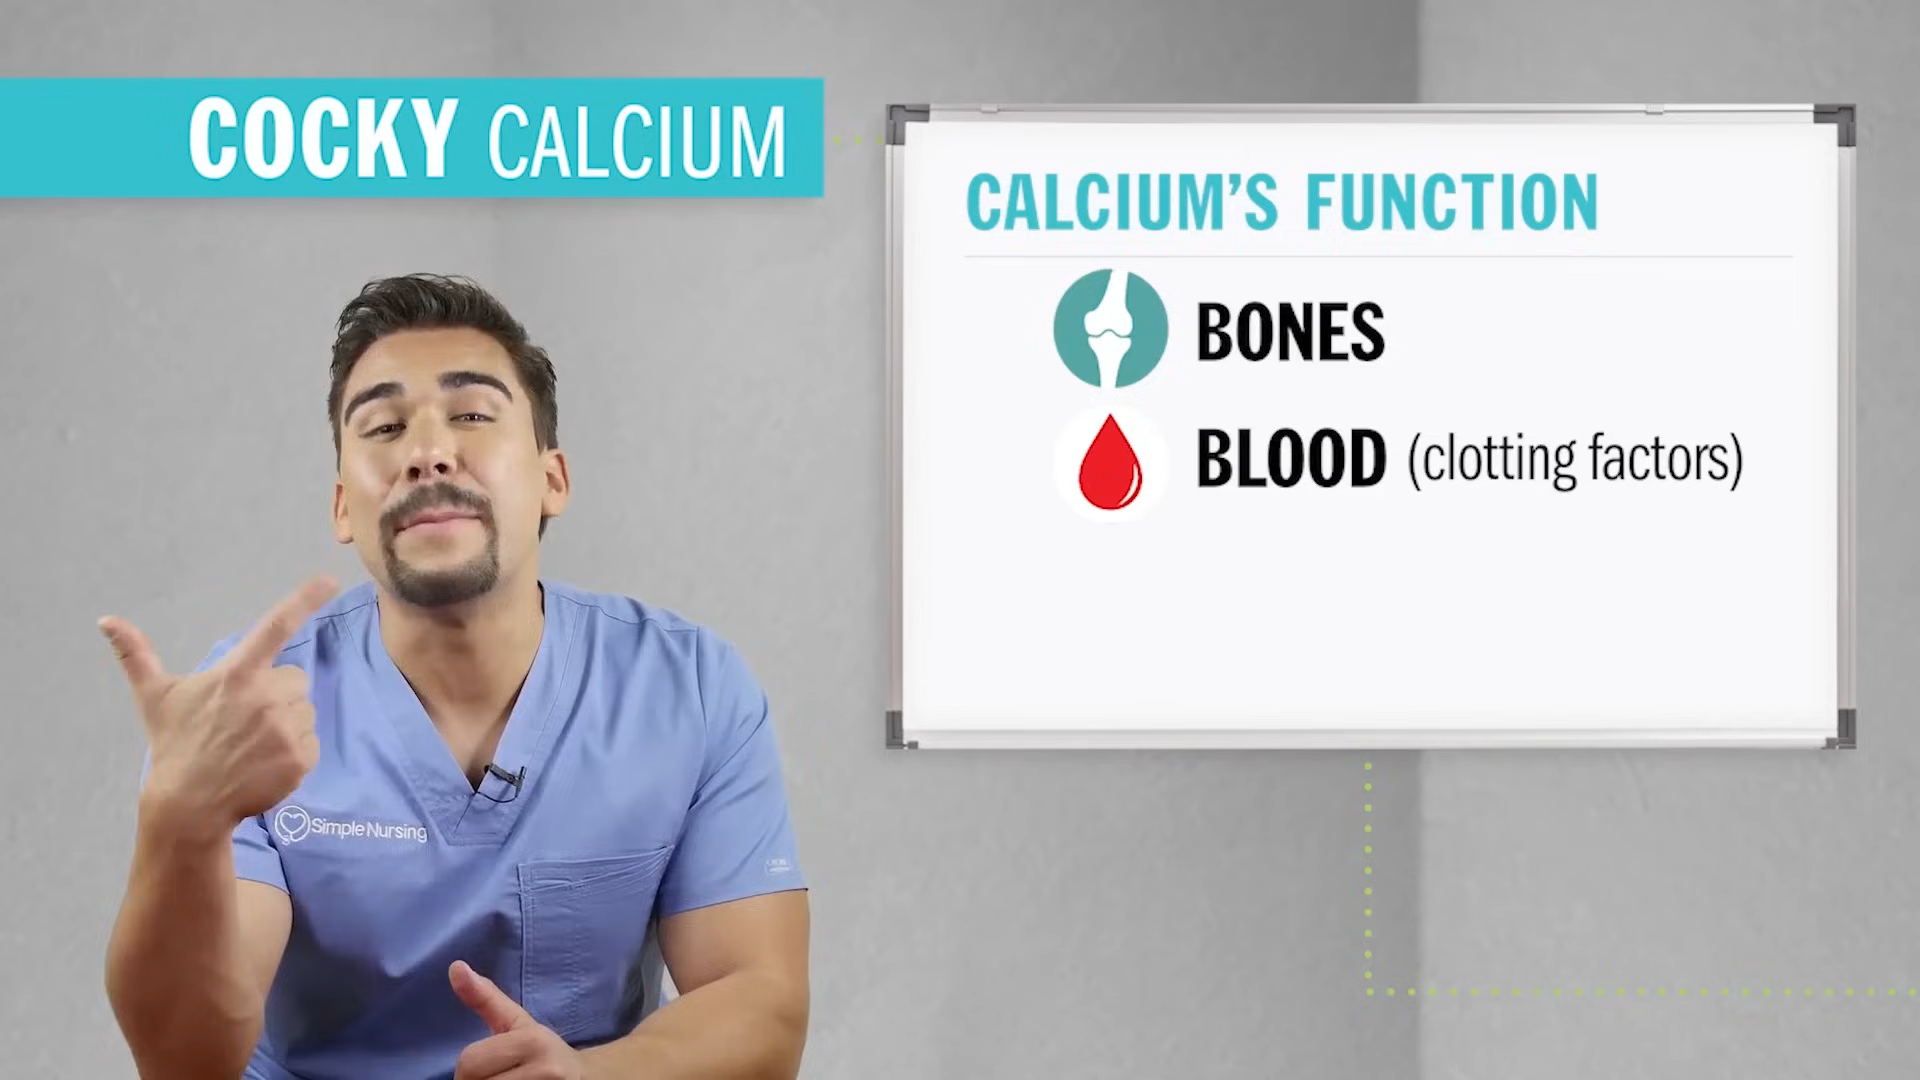 COCKY CALCIUM
CALCIUM'S FUNCTION
BONES
BLOOD (clotting factors)
Simple Nursing